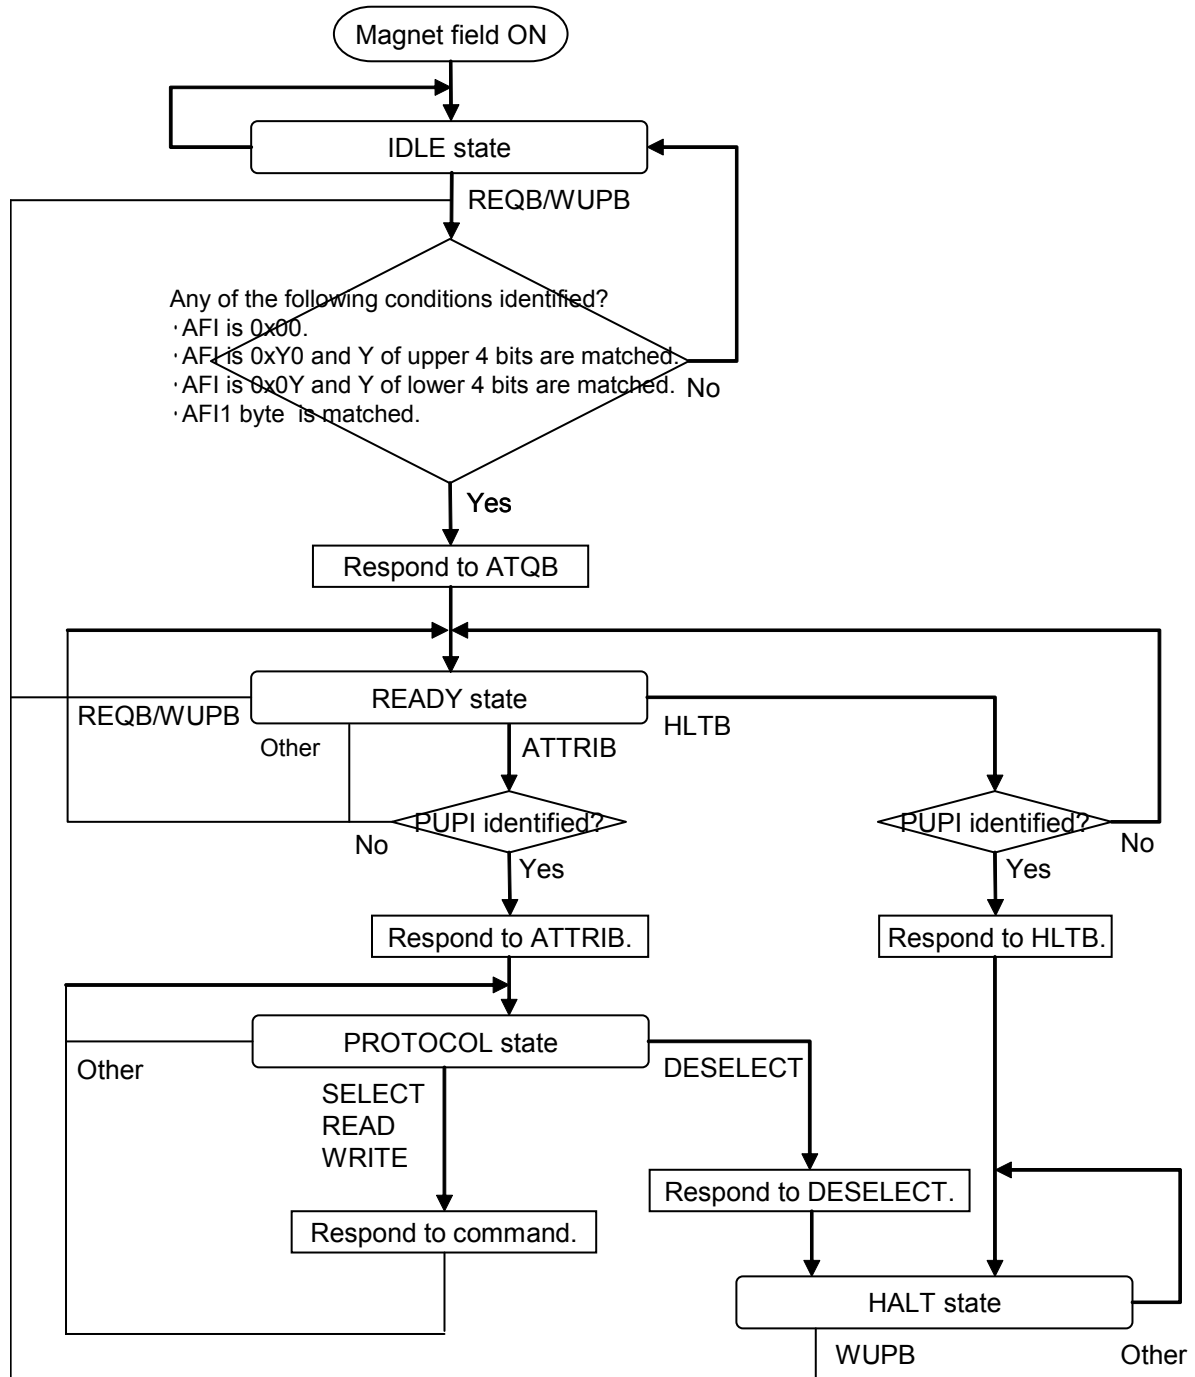 Magnet field ON
IDLE state
REQB/WUPB
Any of the following conditions identified?
·AFI is 0x00.
·AFI is 0xY0 and Y of upper 4 bits are matched.
·AFI is 0x0Y and Y of lower 4 bits are matched.
No
·AFI1 byte is matched.
Yes
Respond to ATQB
READY state
REQB/WUPB
HLTB
Other
ATTRIB
PUPI identified?
PUPI identified?
No
No
Yes
Yes
Respond to ATTRIB.
Respond to HLTB.
PROTOCOL state
Other
DESELECT
SELECT
READ
WRITE
Respond to DESELECT.
Respond to command.
HALT state
WUPB
Other